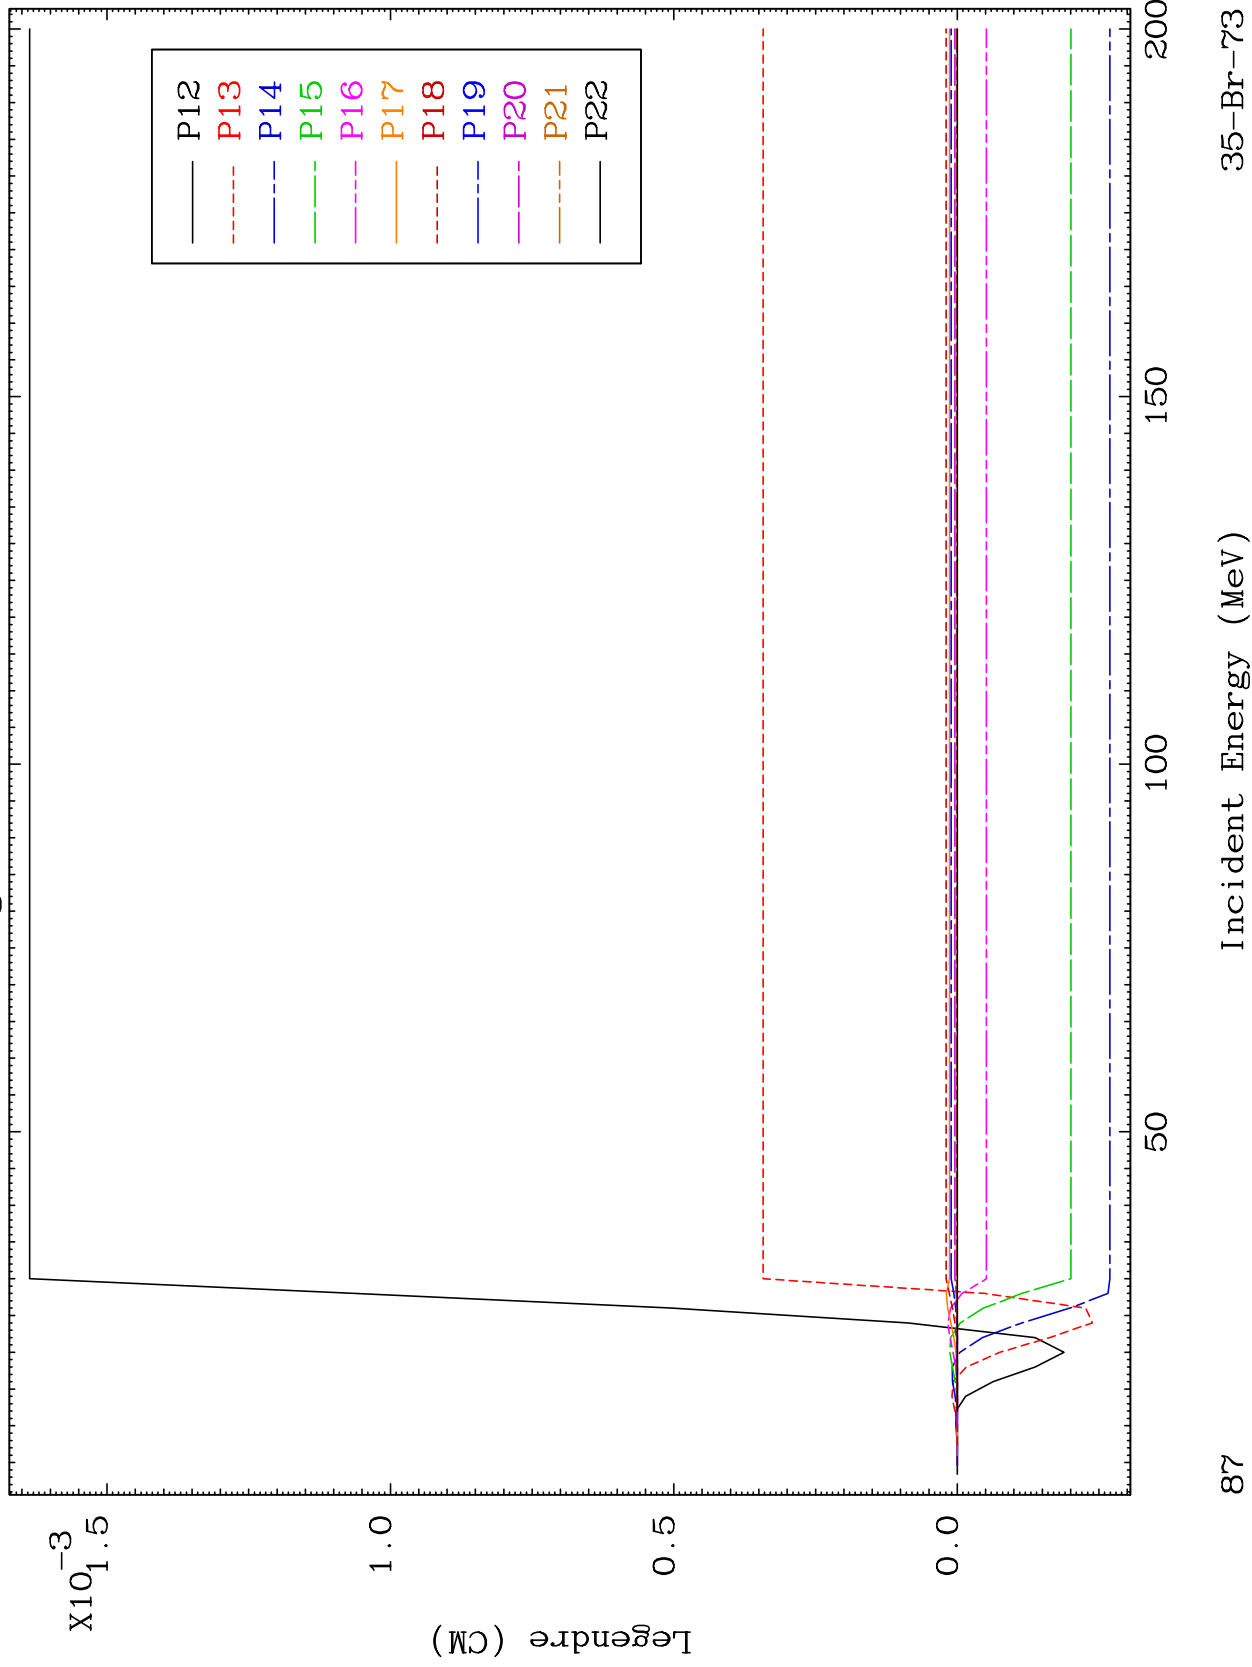 X10-3
1.5
1.0
0.5
0.0
Legendre (CM)
P12
P13
P14
P15
P16
P17
P18
P19
P20
P21
P22
50
100
150
200
Incident Energy (MeV)
87
35-Br-73